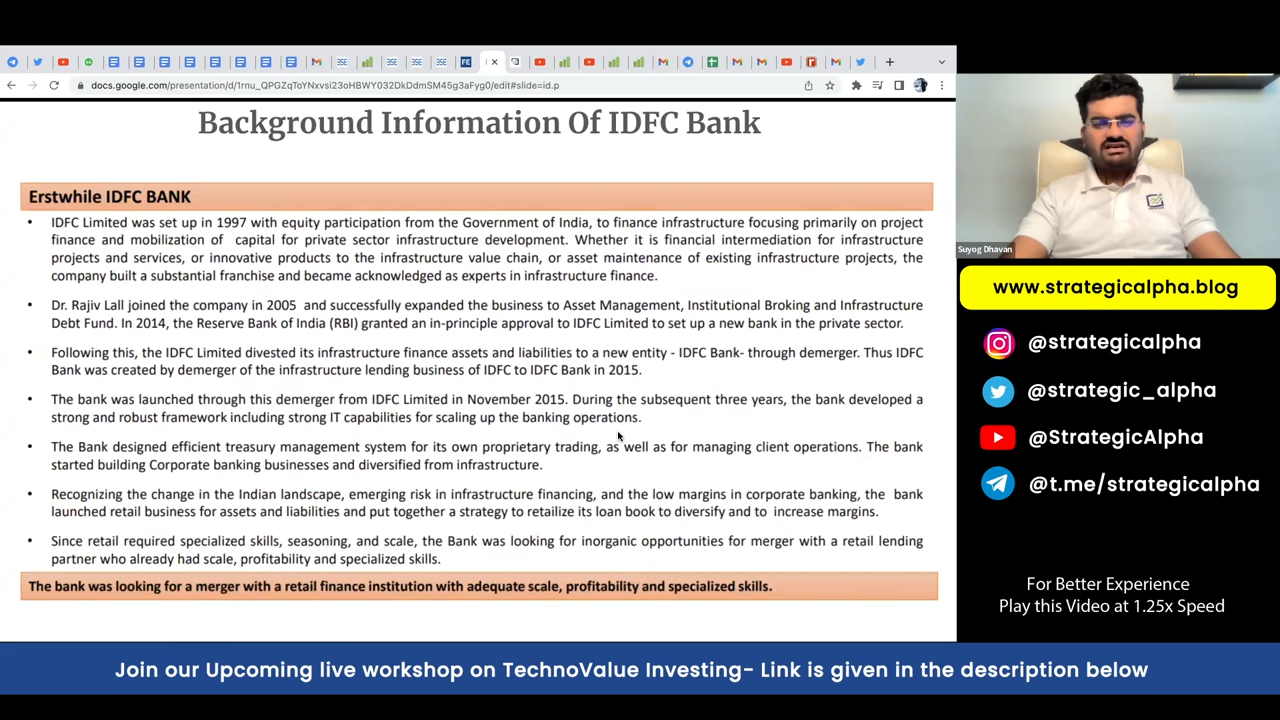 docs.google.com/presentation/d/1rnu_QPGZqToYNxvsi23oHBWY032DkDdmSM45g3aFyg0/edit#slide=id.p
Background Information Of IDFC Bank
Erstwhile IDFC BANK
• IDFC Limited was set up in 1997 with equity participation from the Government of India, to finance infrastructure focusing primarily on project
finance and mobilization of capital for private sector infrastructure development. Whether it is financial intermediation for infrastructure
projects and services, or innovative products to the infrastructure value chain, or asset maintenance of existing infrastructure projects, the
company built a substantial franchise and became acknowledged as experts in infrastructure finance.
• Dr. Rajiv Lall joined the company in 2005 and successfully expanded the business to Asset Management, Institutional Broking and Infrastructure
Debt Fund. In 2014, the Reserve Bank of India (RBI) granted an in-principle approval to IDFC Limited to set up a new bank in the private sector.
• Following this, the IDFC Limited divested its infrastructure finance assets and liabilities to a new entity - IDFC Bank- through demerger. Thus IDFC
Bank was created by demerger of the infrastructure lending business of IDFC to IDFC Bank in 2015.
• The bank was launched through this demerger from IDFC Limited in November 2015. During the subsequent three years, the bank developed a
strong and robust framework including strong IT capabilities for scaling up the banking operations.
• The Bank designed efficient treasury management system for its own proprietary trading, as well as for managing client operations. The bank
started building Corporate banking businesses and diversified from infrastructure.
• Recognizing the change in the Indian landscape, emerging risk in infrastructure financing, and the low margins in corporate banking, the bank
launched retail business for assets and liabilities and put together a strategy to retailize its loan book to diversify and to increase margins.
• Since retail required specialized skills, seasoning, and scale, the Bank was looking for inorganic opportunities for merger with a retail lending
partner who already had scale, profitability and specialized skills.
The bank was looking for a merger with a retail finance institution with adequate scale, profitability and specialized skills.
Suyog Dhavan
www.strategicalpha.blog
@strategicalpha
@strategic_alpha
@StrategicAlpha
@t.me/strategicalpha
For Better Experience
Play this Video at 1.25x Speed
Join our Upcoming live workshop on TechnoValue Investing- Link is given in the description below